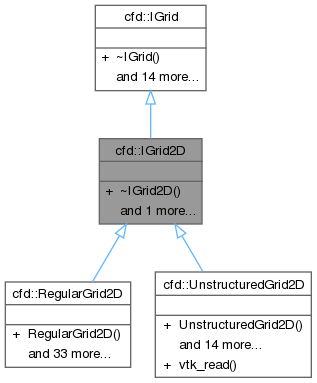 cfd::IGrid
+ ~IGrid()
and 14 more...
cfd::IGrid2D
+ ~IGrid2D()
and 1 more...
cfd::RegularGrid2D
+ RegularGrid2D()
and 33 more...
cfd::UnstructuredGrid2D
+ UnstructuredGrid2D()
and 14 more...
+ vtk_read()